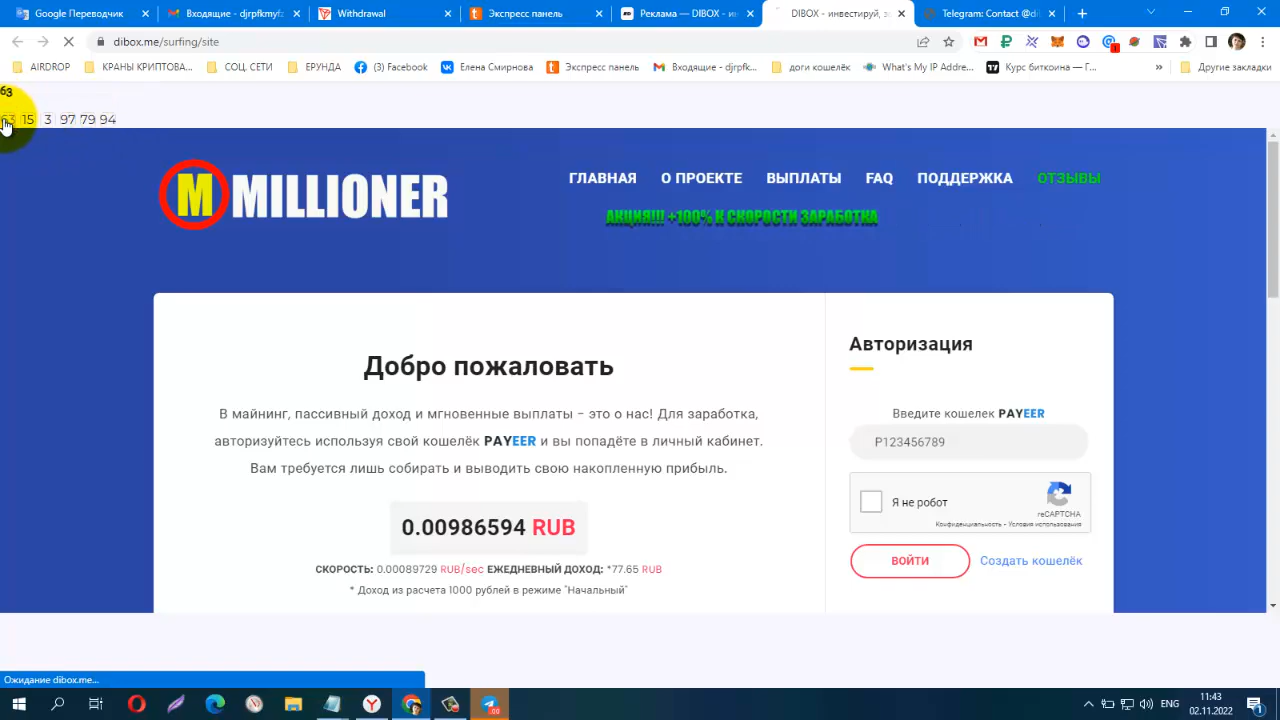 Google Переводчик
Входящие - djrpfkmyf
Withdrawal
Экспресс панель
Реклама — DIBOX - ин
DIBOX - инвестируй, з
Telegram: Contact @di
dibox.me/surfing/site
AIRDROP
КРАНЫ КРИПТОВА...
СОЦ. СЕТИ
ЕРУНДА
(3) Facebook
Елена Смирнова
Экспресс панель
Входящие - djrpfk...
доги кошелёк
What's My IP Addre...
Курс биткоина — Г...
»
Другие закладки
63
63 15 3 97 79 94
M MILLIONER
ГЛАВНАЯ О ПРОЕКТЕ ВЫПЛАТЫ FAQ ПОДДЕРЖКА ОТЗЫВЫ
АКЦИЯ!!! +100% К СКОРОСТИ ЗАРАБОТКА
Добро пожаловать
В майнинг, пассивный доход и мгновенные выплаты - это о нас! Для заработка,
авторизуйтесь используя свой кошелёк PAYEER и вы попадёте в личный кабинет.
Вам требуется лишь собирать и выводить свою накопленную прибыль.
0.00986594 RUB
СКОРОСТЬ: 0.00089729 RUB/sec ЕЖЕДНЕВНЫЙ ДОХОД: *77.65 RUB
* Доход из расчета 1000 рублей в режиме "Начальный"
Авторизация
Введите кошелек PAYEER
P123456789
Я не робот
reCAPTCHA
Конфиденциальность - Условия использования
ВОЙТИ
Создать кошелёк
Ожидание dibox.me...
ENG
11:43
02.11.2022